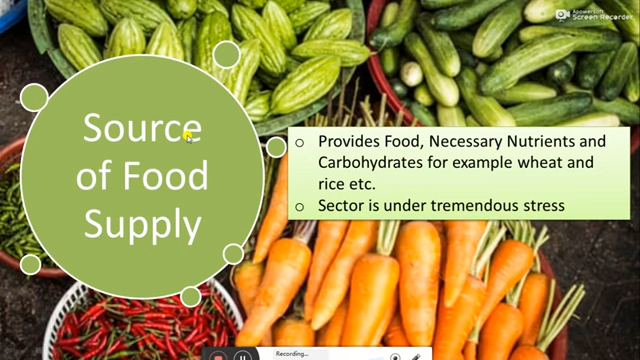 Apowersoft
Screen Recorder
Source
of Food
Supply
o Provides Food, Necessary Nutrients and
Carbohydrates for example wheat and
rice etc.
o Sector is under tremendous stress
Recording...